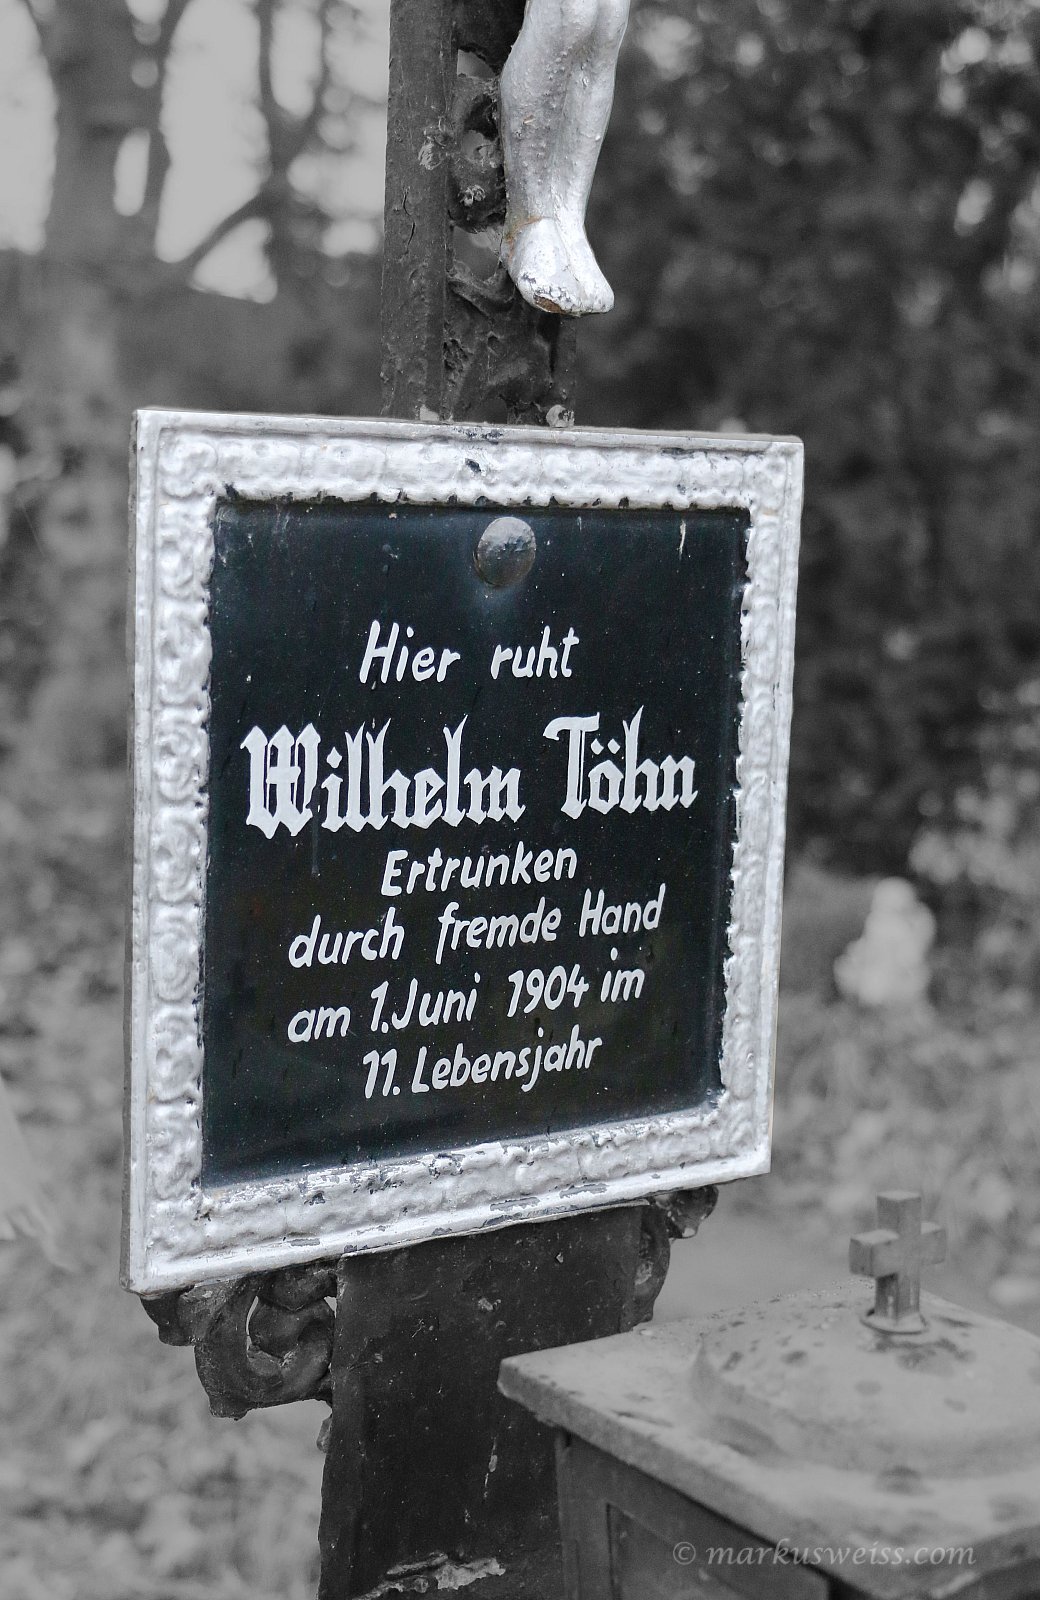 Hier ruht
Wilhelm Töhn
Ertrunken
durch fremde Hand
am 1. Juni 1904 im
11. Lebensjahr
© markusweiss.com